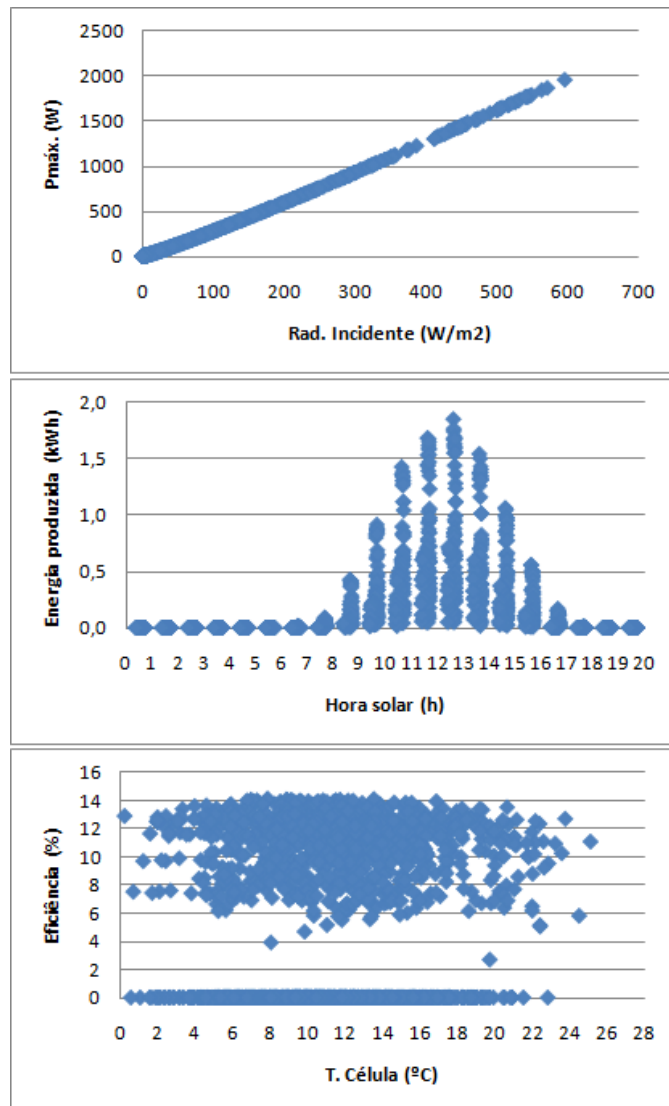 2500
2000
1500
1000
500
0
Pmáx. (W)
0 100 200 300 400 500 600 700
Rad. Incidente (W/m2)
2,0
1,5
1,0
0,5
0,0
Energia produzida (kWh)
0 1 2 3 4 5 6 7 8 9 10 11 12 13 14 15 16 17 18 19 20
Hora solar (h)
16
14
12
10
8
6
4
2
0
Eficiência (%)
0 2 4 6 8 10 12 14 16 18 20 22 24 26 28
T. Célula (ºC)